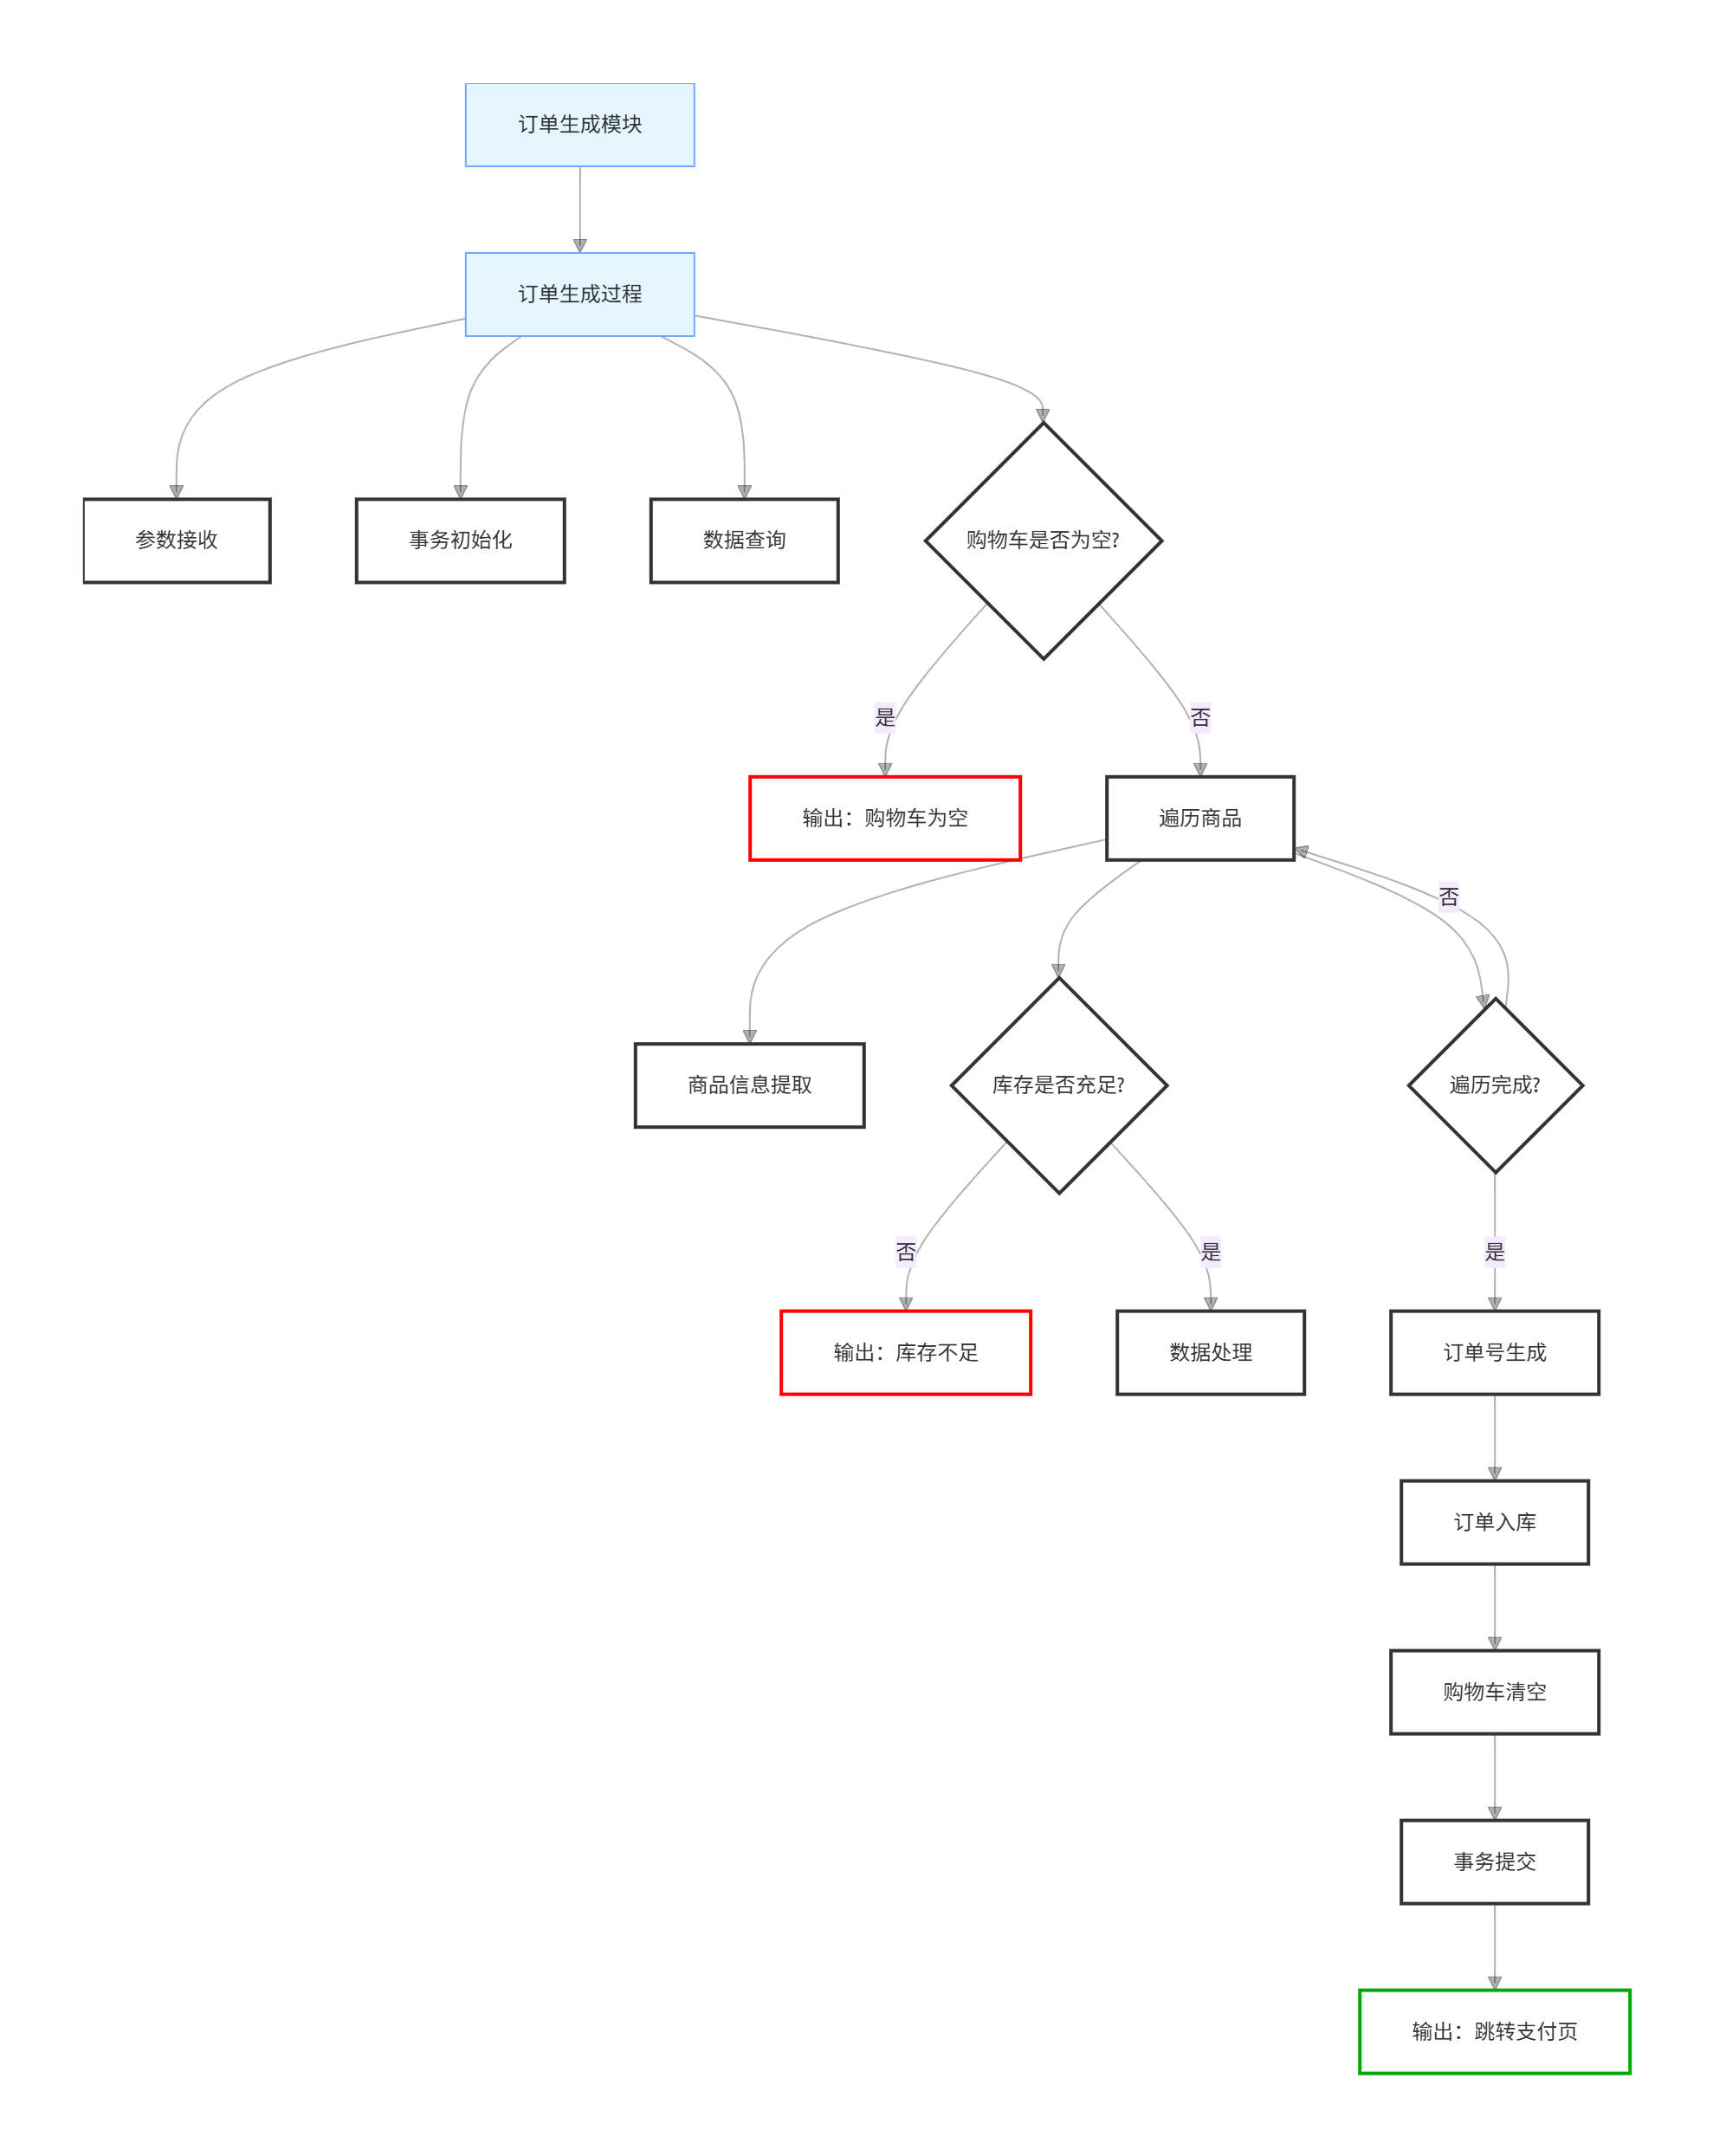 订单生成模块
订单生成过程
参数接收
事务初始化
数据查询
购物车是否为空?
是
否
输出：购物车为空
遍历商品
否
商品信息提取
库存是否充足?
遍历完成?
否
是
是
输出：库存不足
数据处理
订单号生成
订单入库
购物车清空
事务提交
输出：跳转支付页